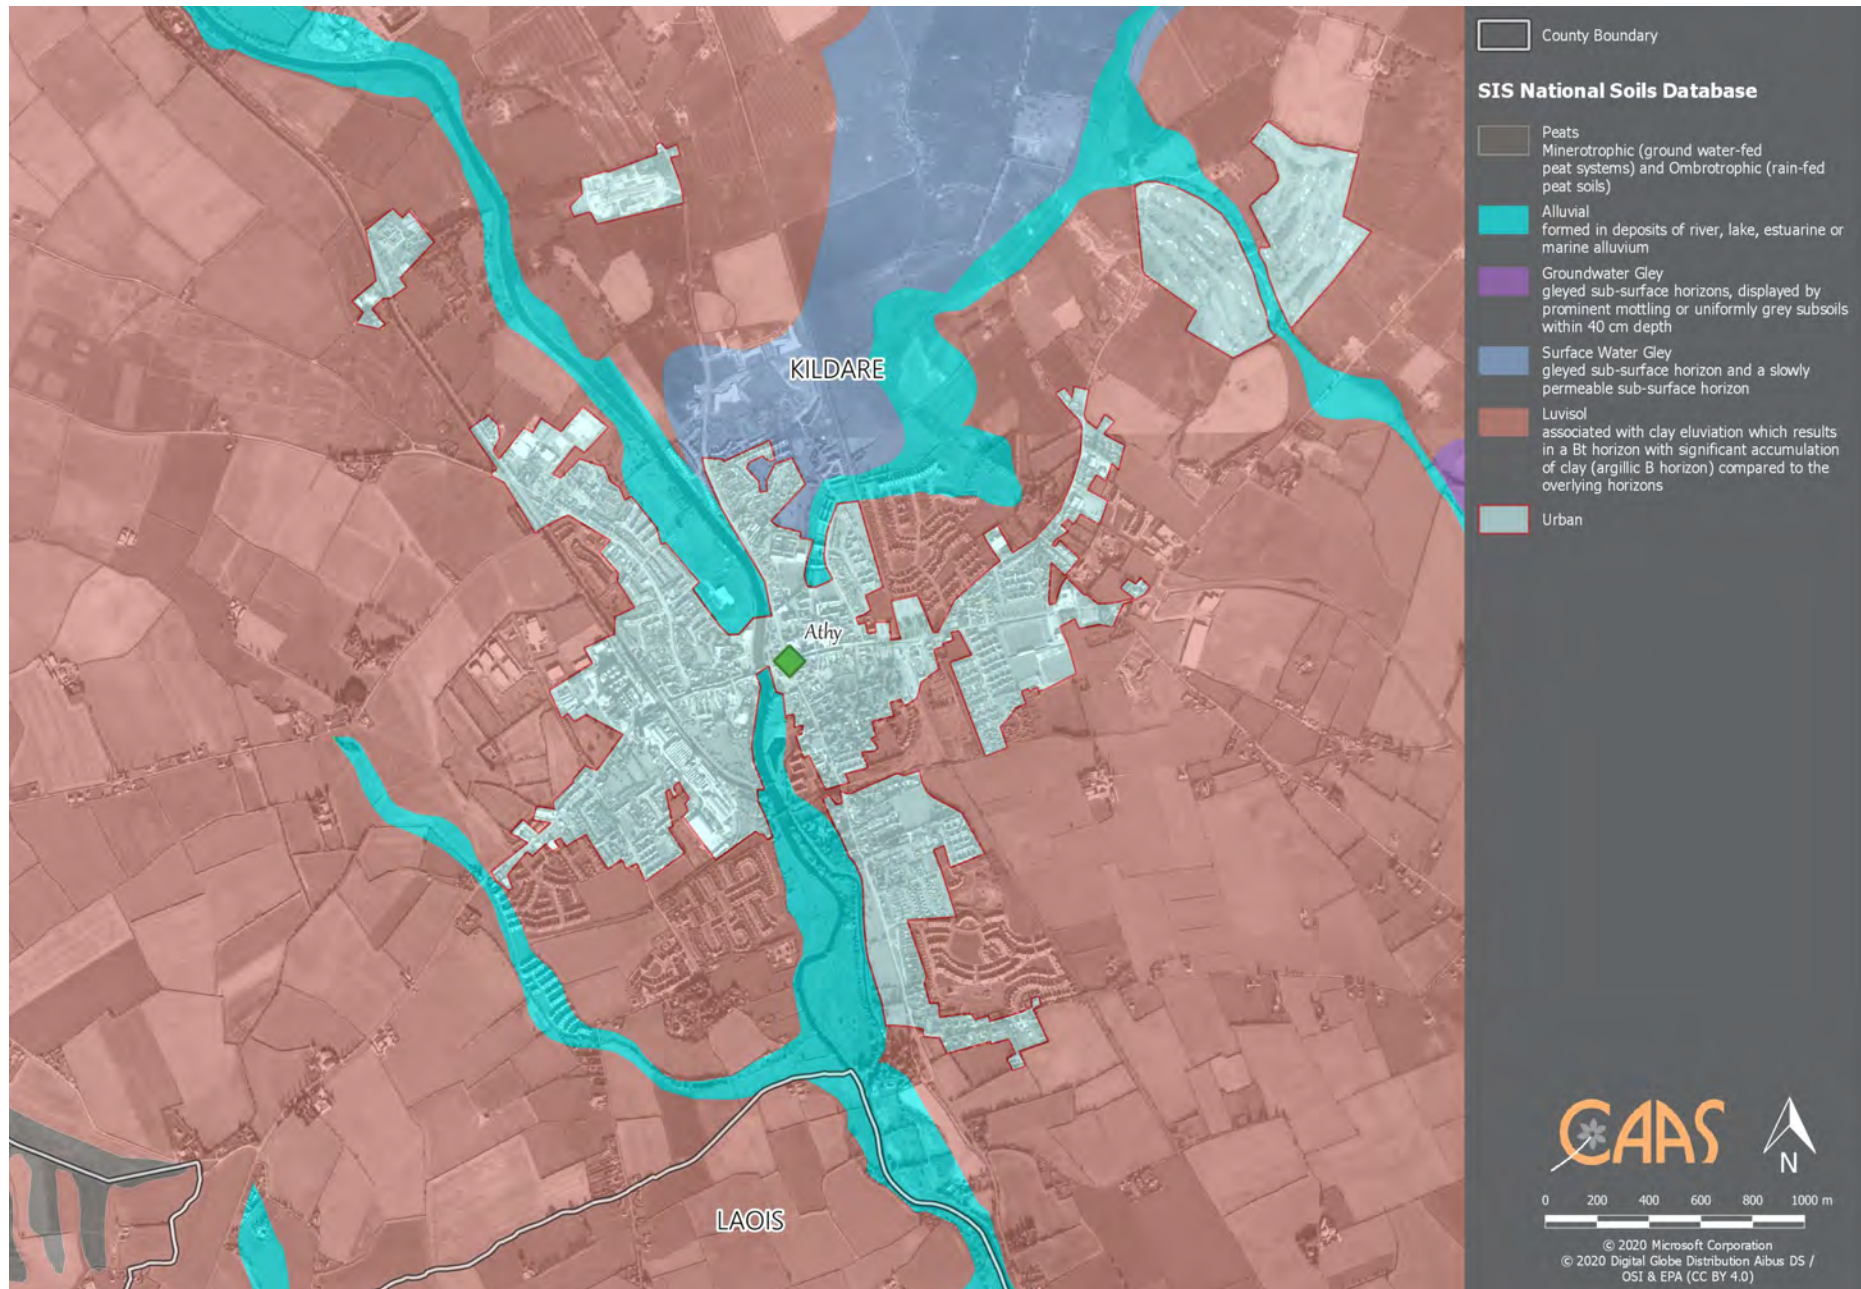 KILDARE
Athy
LAOIS
County Boundary
SIS National Soils Database
Peats
Minerotrophic (ground water-fed
peat systems) and Ombrotrophic (rain-fed
peat soils)
Alluvial
formed in deposits of river, lake, estuarine or
marine alluvium
Groundwater Gley
gleyed sub-surface horizons, displayed by
prominent mottling or uniformly grey subsoils
within 40 cm depth
Surface Water Gley
gleyed sub-surface horizon and a slowly
permeable sub-surface horizon
Luvisol
associated with clay eluviation which results
in a Bt horizon with significant accumulation
of clay (argillic B horizon) compared to the
overlying horizons
Urban
CAAS
N
0 200 400 600 800 1000 m
© 2020 Microsoft Corporation
© 2020 Digital Globe Distribution Aibus DS /
OSI & EPA (CC BY 4.0)